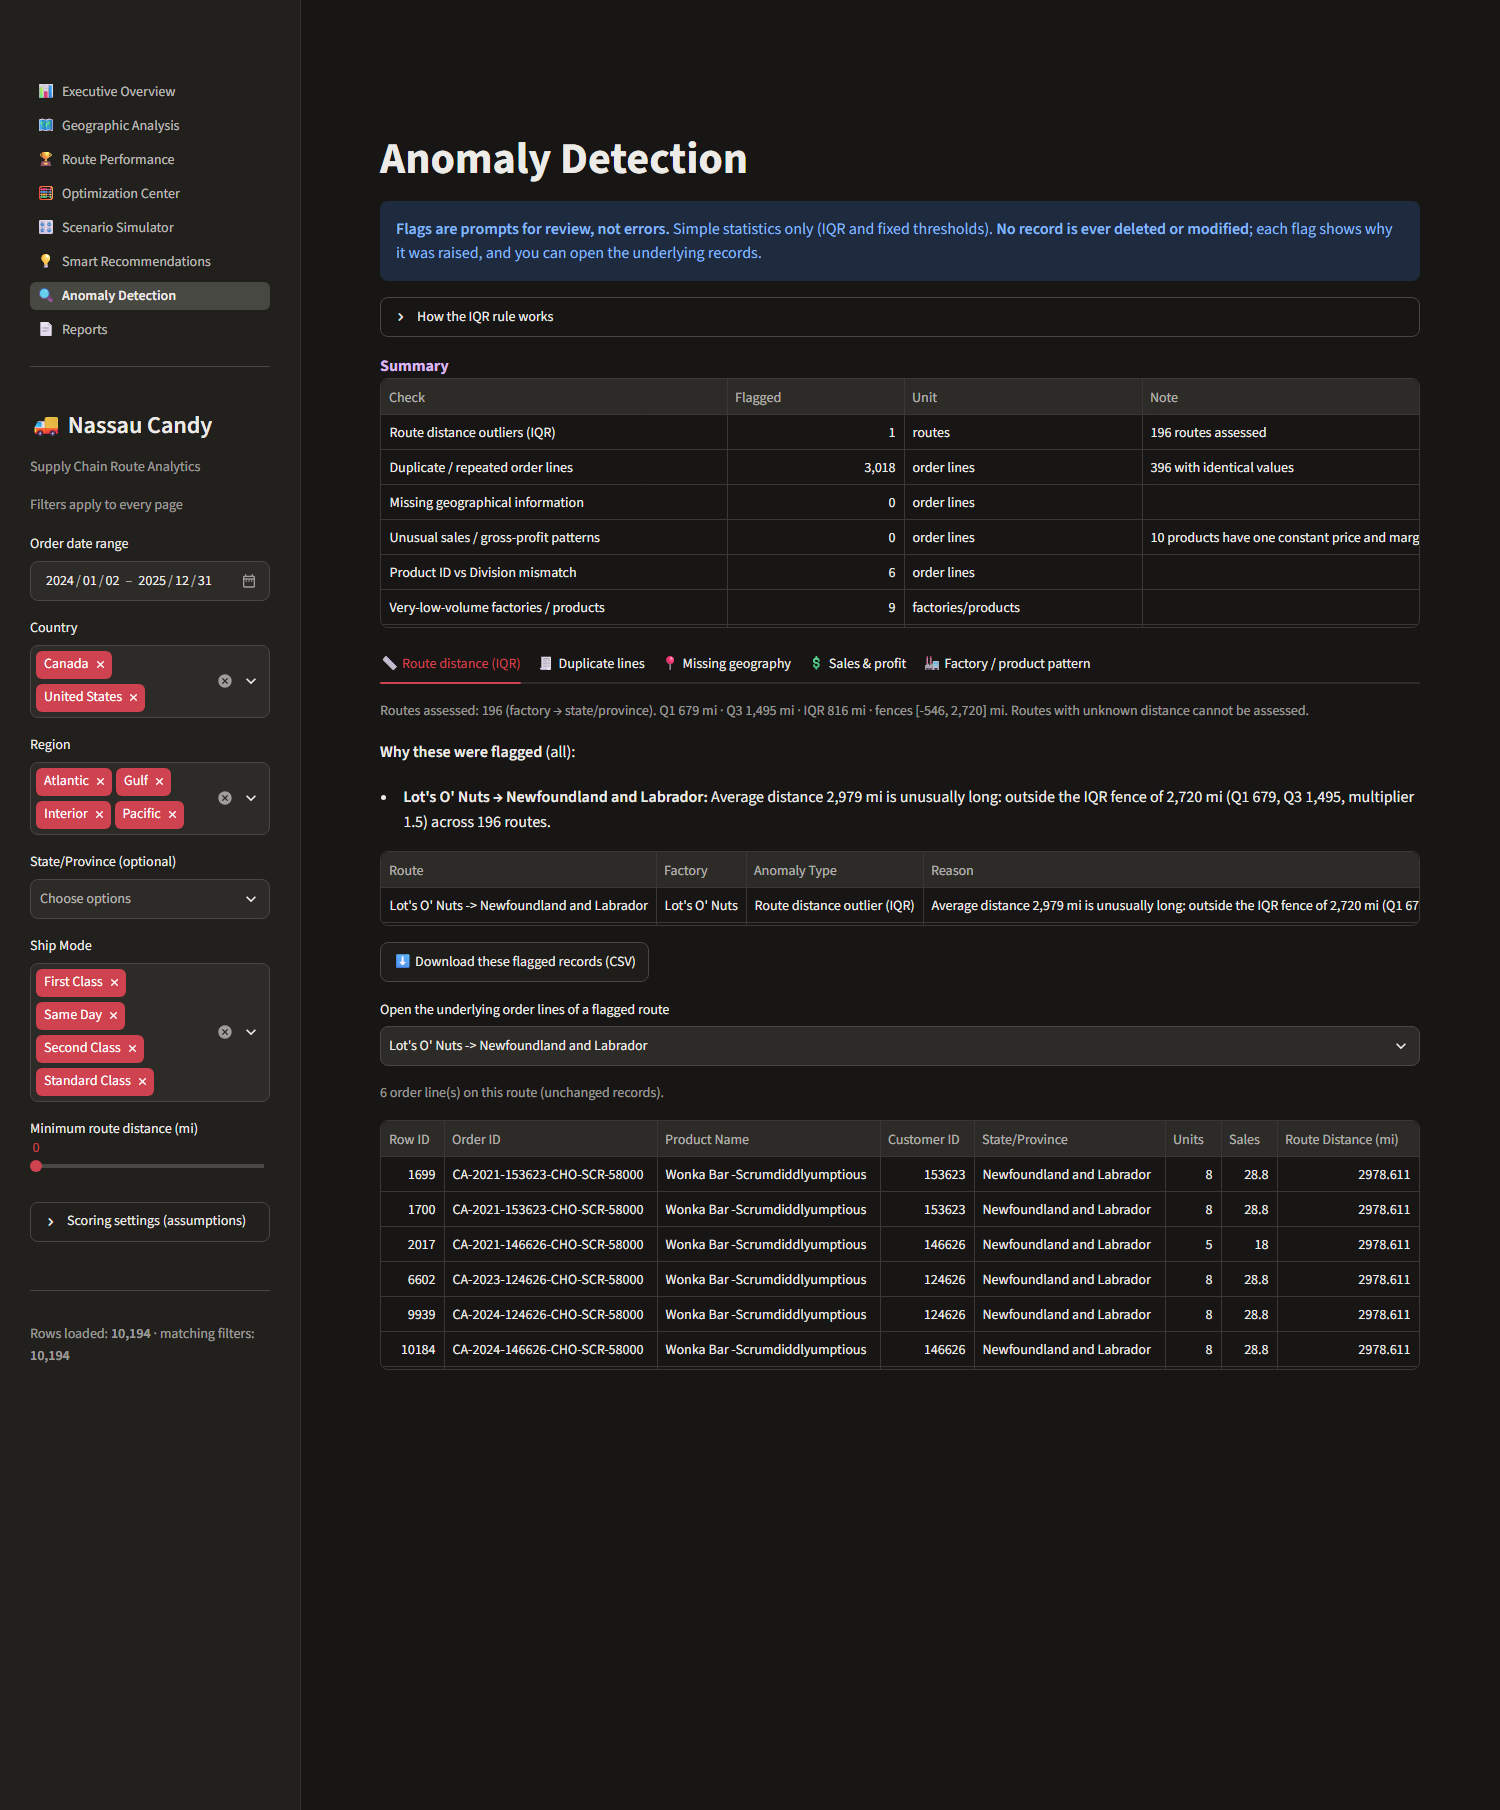 Executive Overview
Geographic Analysis
Route Performance
Optimization Center
Scenario Simulator
Smart Recommendations
Anomaly Detection
Reports
Nassau Candy
Supply Chain Route Analytics
Filters apply to every page
Order date range
2024/01/02 – 2025/12/31
Country
Canada
United States
Region
Atlantic Gulf
Interior Pacific
State/Province (optional)
Choose options
Ship Mode
First Class
Same Day
Second Class
Standard Class
Minimum route distance (mi)
0
Scoring settings (assumptions)
Rows loaded: 10,194 · matching filters:
10,194
Anomaly Detection
Flags are prompts for review, not errors. Simple statistics only (IQR and fixed thresholds). No record is ever deleted or modified; each flag shows why
it was raised, and you can open the underlying records.
How the IQR rule works
Summary
Check Flagged Unit Note
Route distance outliers (IQR) 1 routes 196 routes assessed
Duplicate / repeated order lines 3,018 order lines 396 with identical values
Missing geographical information 0 order lines
Unusual sales / gross-profit patterns 0 order lines 10 products have one constant price and marg
Product ID vs Division mismatch 6 order lines
Very-low-volume factories / products 9 factories/products
Route distance (IQR) Duplicate lines Missing geography Sales & profit Factory / product pattern
Routes assessed: 196 (factory → state/province). Q1 679 mi · Q3 1,495 mi · IQR 816 mi · fences [-546, 2,720] mi. Routes with unknown distance cannot be assessed.
Why these were flagged (all):
• Lot's O' Nuts → Newfoundland and Labrador: Average distance 2,979 mi is unusually long: outside the IQR fence of 2,720 mi (Q1 679, Q3 1,495, multiplier
1.5) across 196 routes.
Route Factory Anomaly Type Reason
Lot's O' Nuts -> Newfoundland and Labrador Lot's O' Nuts Route distance outlier (IQR) Average distance 2,979 mi is unusually long: outside the IQR fence of 2,720 mi (Q1 67
Download these flagged records (CSV)
Open the underlying order lines of a flagged route
Lot's O' Nuts -> Newfoundland and Labrador
6 order line(s) on this route (unchanged records).
Row ID Order ID Product Name Customer ID State/Province Units Sales Route Distance (mi)
1699 CA-2021-153623-CHO-SCR-58000 Wonka Bar -Scrumdiddlyumptious 153623 Newfoundland and Labrador 8 28.8 2978.611
1700 CA-2021-153623-CHO-SCR-58000 Wonka Bar -Scrumdiddlyumptious 153623 Newfoundland and Labrador 8 28.8 2978.611
2017 CA-2021-146626-CHO-SCR-58000 Wonka Bar -Scrumdiddlyumptious 146626 Newfoundland and Labrador 5 18 2978.611
6602 CA-2023-124626-CHO-SCR-58000 Wonka Bar -Scrumdiddlyumptious 124626 Newfoundland and Labrador 8 28.8 2978.611
9939 CA-2024-124626-CHO-SCR-58000 Wonka Bar -Scrumdiddlyumptious 124626 Newfoundland and Labrador 8 28.8 2978.611
10184 CA-2024-146626-CHO-SCR-58000 Wonka Bar -Scrumdiddlyumptious 146626 Newfoundland and Labrador 8 28.8 2978.611